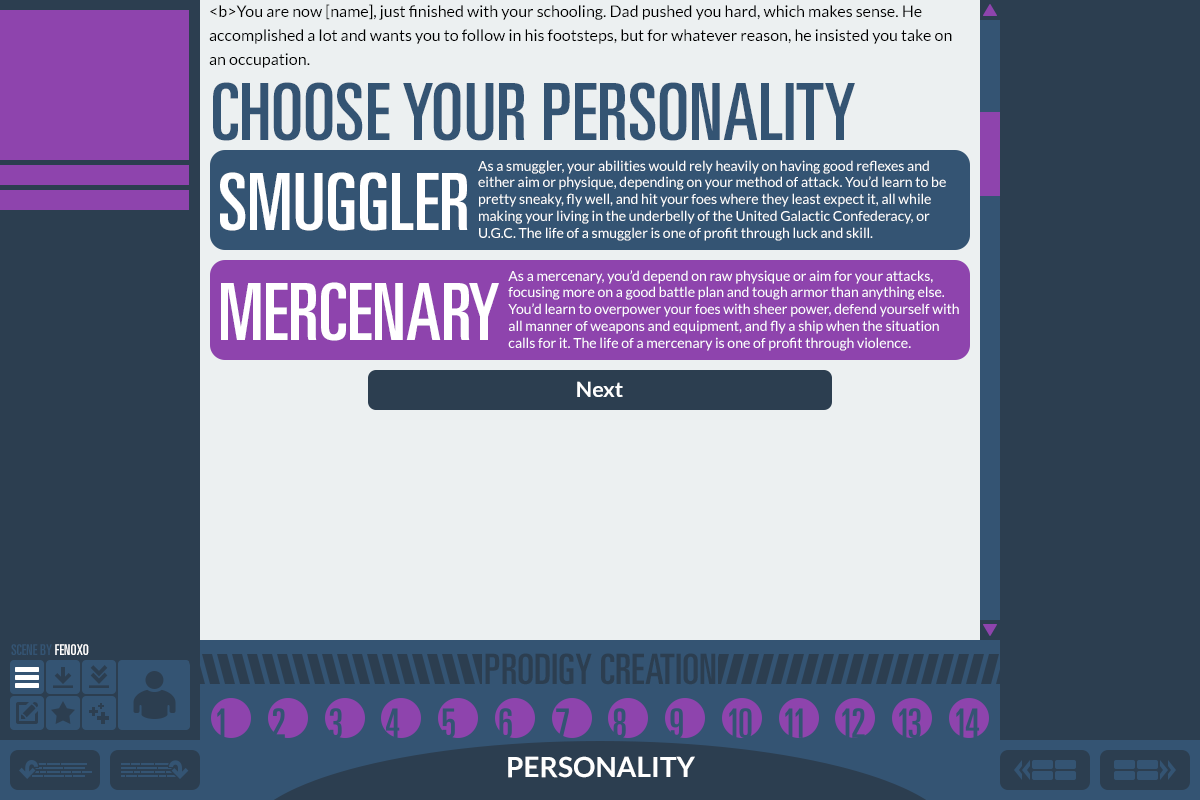 <b>You are now [name], just finished with your schooling. Dad pushed you hard, which makes sense. He
accomplished a lot and wants you to follow in his footsteps, but for whatever reason, he insisted you take on
an occupation.
CHOOSE YOUR PERSONALITY
SMUGGLER
As a smuggler, your abilities would rely heavily on having good reflexes and
either aim or physique, depending on your method of attack. You'd learn to be
pretty sneaky, fly well, and hit your foes where they least expect it, all while
making your living in the underbelly of the United Galactic Confederacy, or
U.G.C. The life of a smuggler is one of profit through luck and skill.
MERCENARY
As a mercenary, you'd depend on raw physique or aim for your attacks,
focusing more on a good battle plan and tough armor than anything else.
You'd learn to overpower your foes with sheer power, defend yourself with
all manner of weapons and equipment, and fly a ship when the situation
calls for it. The life of a mercenary is one of profit through violence.
Next
SCENE BY FENOXO
PRODIGY CREATION
1 2 3 4 5 6 7 8 9 10 11 12 13 14
PERSONALITY